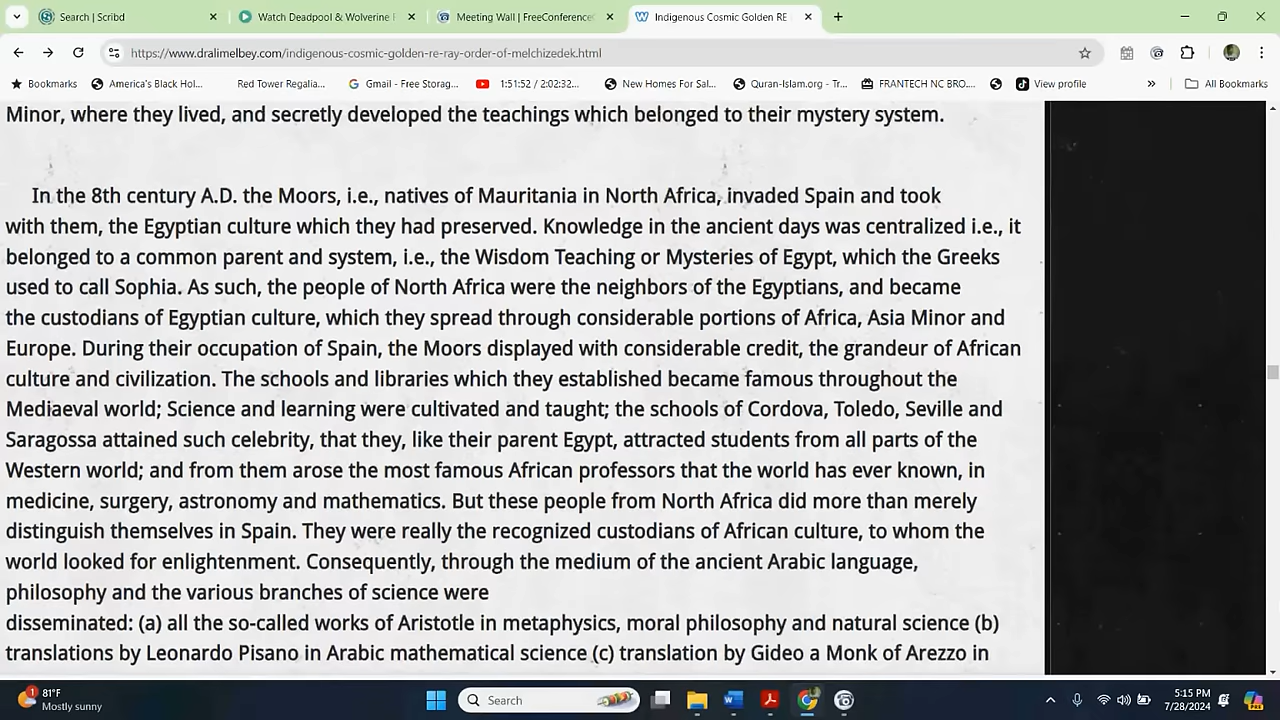 Search | Scribd
Watch Deadpool & Wolverine F
Meeting Wall | FreeConference
Indigenous Cosmic Golden RE
https://www.dralimelbey.com/indigenous-cosmic-golden-re-ray-order-of-melchizedek.html
Bookmarks America's Black Hol... Red Tower Regalia... Gmail - Free Storag... 1:51:52 / 2:02:32... New Homes For Sal... Quran-Islam.org - Tr... FRANTECH NC BRO.... View profile » All Bookmarks
Minor, where they lived, and secretly developed the teachings which belonged to their mystery system.
In the 8th century A.D. the Moors, i.e., natives of Mauritania in North Africa, invaded Spain and took
with them, the Egyptian culture which they had preserved. Knowledge in the ancient days was centralized i.e., it
belonged to a common parent and system, i.e., the Wisdom Teaching or Mysteries of Egypt, which the Greeks
used to call Sophia. As such, the people of North Africa were the neighbors of the Egyptians, and became
the custodians of Egyptian culture, which they spread through considerable portions of Africa, Asia Minor and
Europe. During their occupation of Spain, the Moors displayed with considerable credit, the grandeur of African
culture and civilization. The schools and libraries which they established became famous throughout the
Mediaeval world; Science and learning were cultivated and taught; the schools of Cordova, Toledo, Seville and
Saragossa attained such celebrity, that they, like their parent Egypt, attracted students from all parts of the
Western world; and from them arose the most famous African professors that the world has ever known, in
medicine, surgery, astronomy and mathematics. But these people from North Africa did more than merely
distinguish themselves in Spain. They were really the recognized custodians of African culture, to whom the
world looked for enlightenment. Consequently, through the medium of the ancient Arabic language,
philosophy and the various branches of science were
disseminated: (a) all the so-called works of Aristotle in metaphysics, moral philosophy and natural science (b)
translations by Leonardo Pisano in Arabic mathematical science (c) translation by Gideo a Monk of Arezzo in
1
81°F
Mostly sunny
Search
5:15 PM
7/28/2024